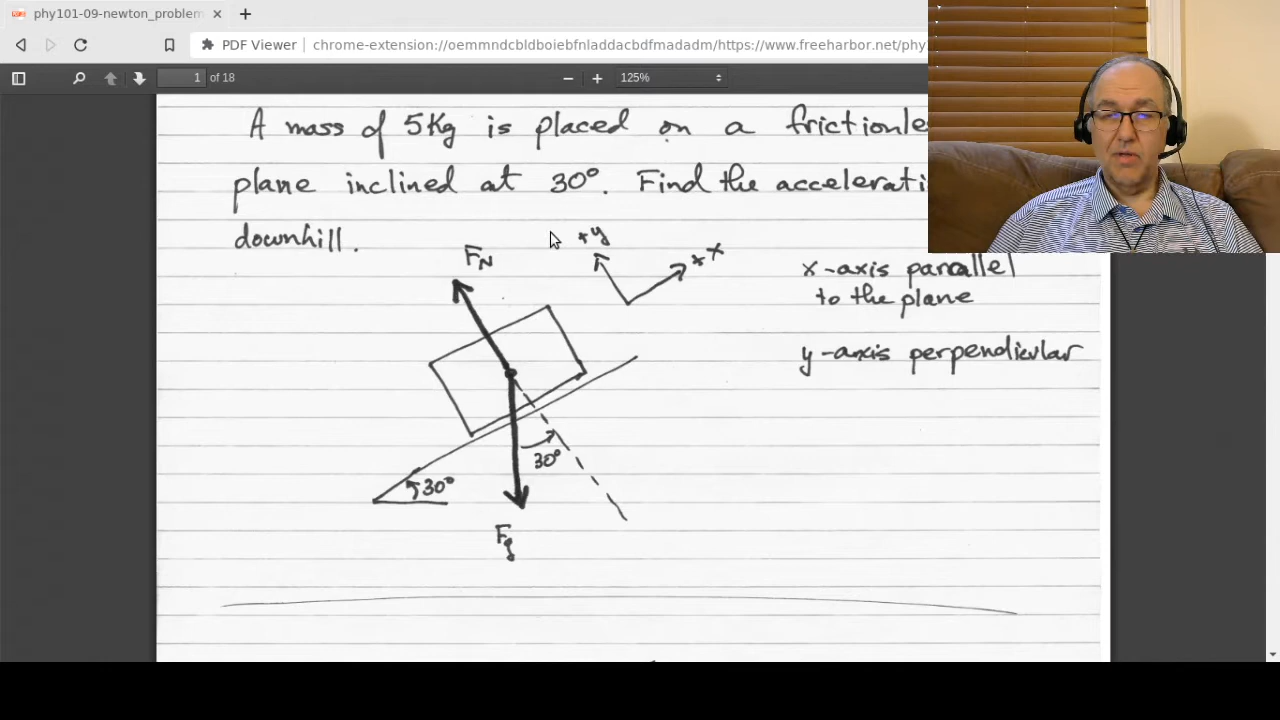 phy101-09-newton_problem
PDF Viewer
chrome-extension://oemmndcbldboiebfnladdacbdfmadadm/https://www.freeharbor.net/phy
1
of 18
125%
A mass of 5Kg is placed on a frictionle
plane inclined at 30°. Find the accelerati
downhill.
+y
+x
FN
x-axis parallel
to the plane
y-axis perpendicular
30°
30°
Fg